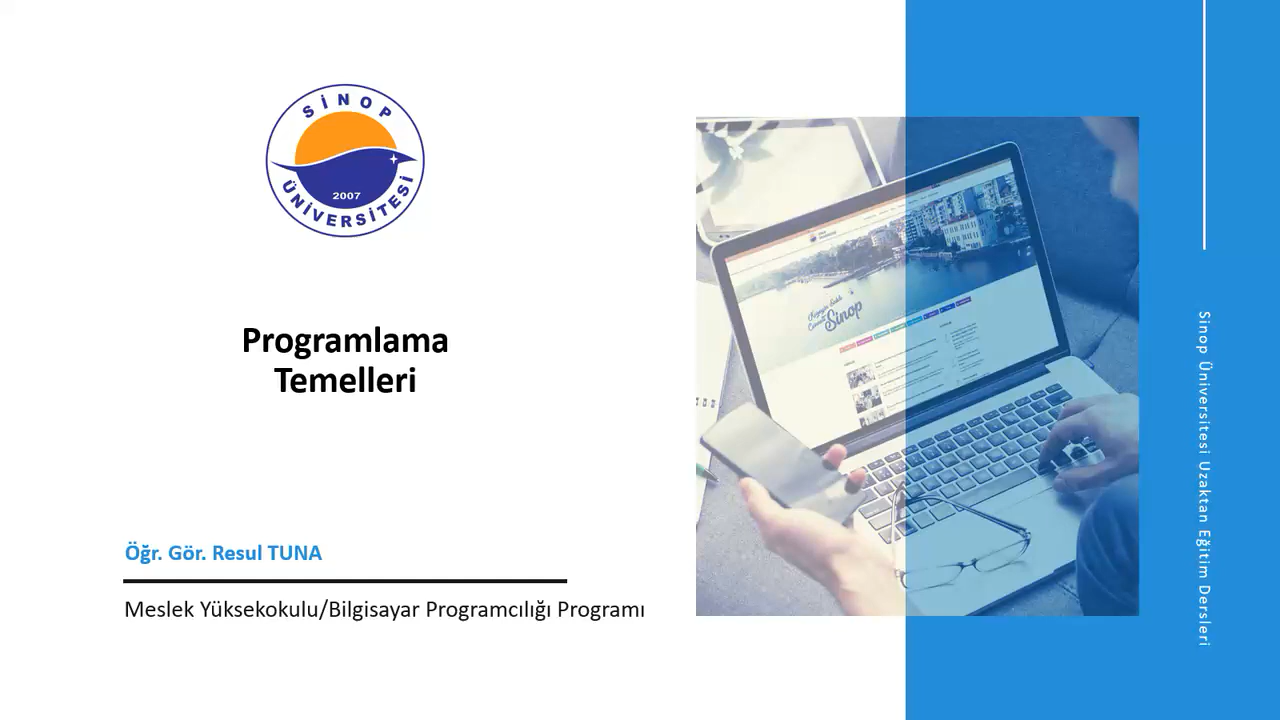 SİNOP
ÜNİVERSİTESİ
2007
Programlama
Temelleri
Öğr. Gör. Resul TUNA
Meslek Yüksekokulu/Bilgisayar Programcılığı Programı
Sinop
Sinop Üniversitesi Uzaktan Eğitim Dersleri